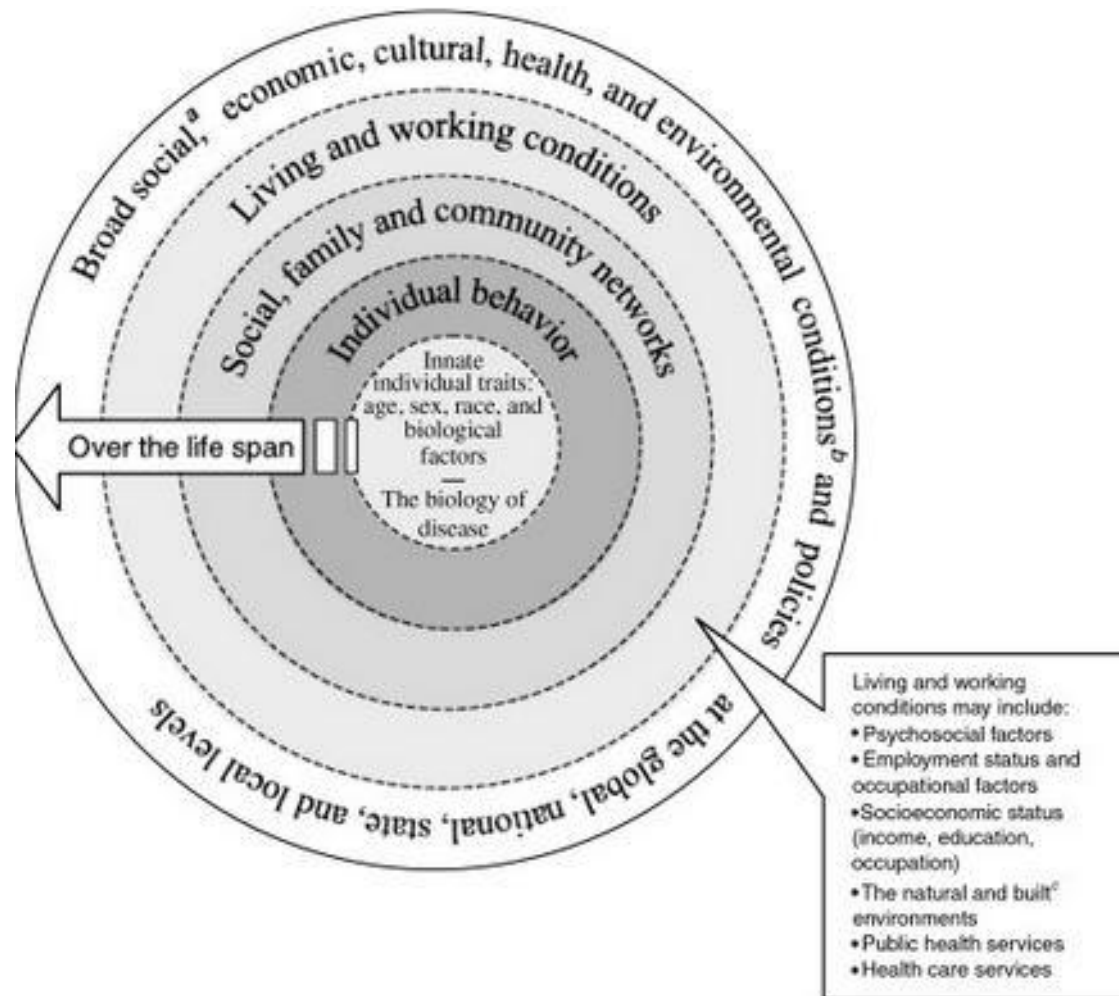 Broad social,ᵃ economic, cultural, health, and environmental conditionsᵇ and policies
at the global, national, state, and local levels
Living and working conditions
Social, family and community networks
Individual behavior
Innate
individual traits:
age, sex, race, and
biological
factors
—
The biology of
disease
Over the life span
Living and working
conditions may include:
•Psychosocial factors
•Employment status and
occupational factors
•Socioeconomic status
(income, education,
occupation)
•The natural and builtᶜ
environments
•Public health services
•Health care services